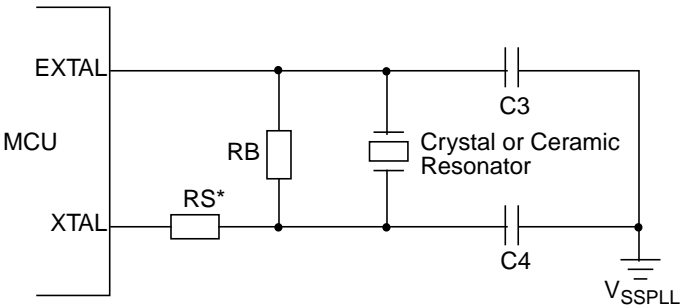 EXTAL
C3
MCU
RB
Crystal or Ceramic
Resonator
RS*
XTAL
C4
VSSPLL